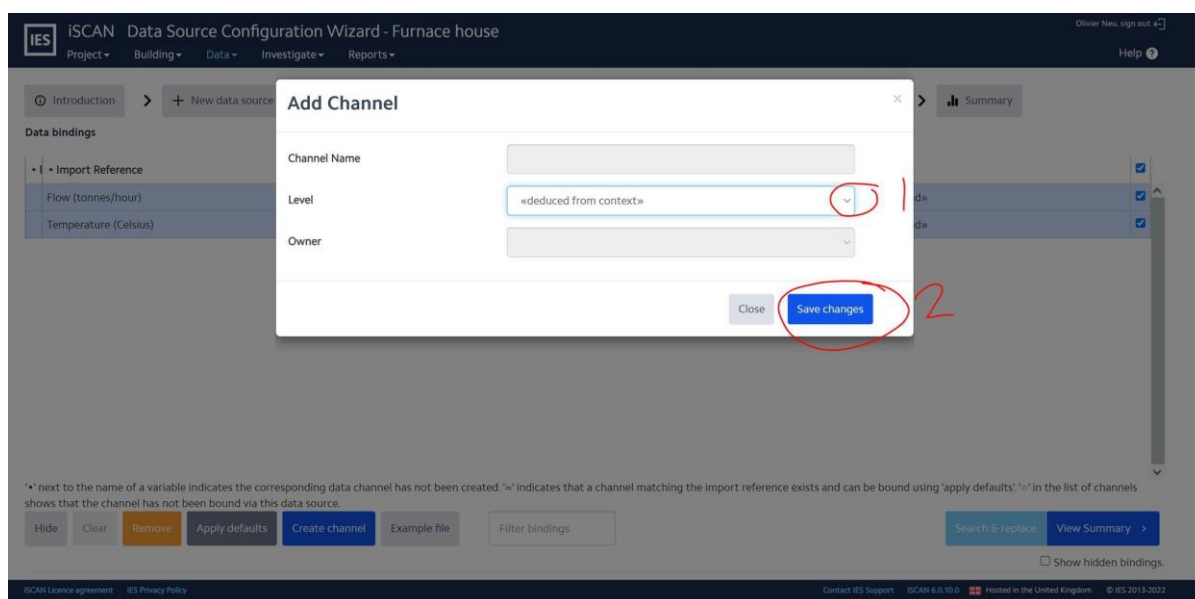 IES
iSCAN Data Source Configuration Wizard - Furnace house
Olivier Neu, sign out
Project Building Data Investigate Reports
Help ?
Introduction
+ New data source
Summary
Data bindings
Import Reference
Flow (tonnes/hour)
d»
Temperature (Celsius)
d»
Add Channel
×
Channel Name
Level «deduced from context»
1
Owner
Close Save changes
2
'•' next to the name of a variable indicates the corresponding data channel has not been created. '≈' indicates that a channel matching the import reference exists and can be bound using 'apply defaults'. '○' in the list of channels
shows that the channel has not been bound via this data source.
Hide Clear Remove Apply defaults Create channel Example file Filter bindings Search & replace View Summary >
Show hidden bindings.
iSCAN Licence agreement IES Privacy Policy Contact IES Support iSCAN 6.0.10.0 Hosted in the United Kingdom © IES 2013-2022